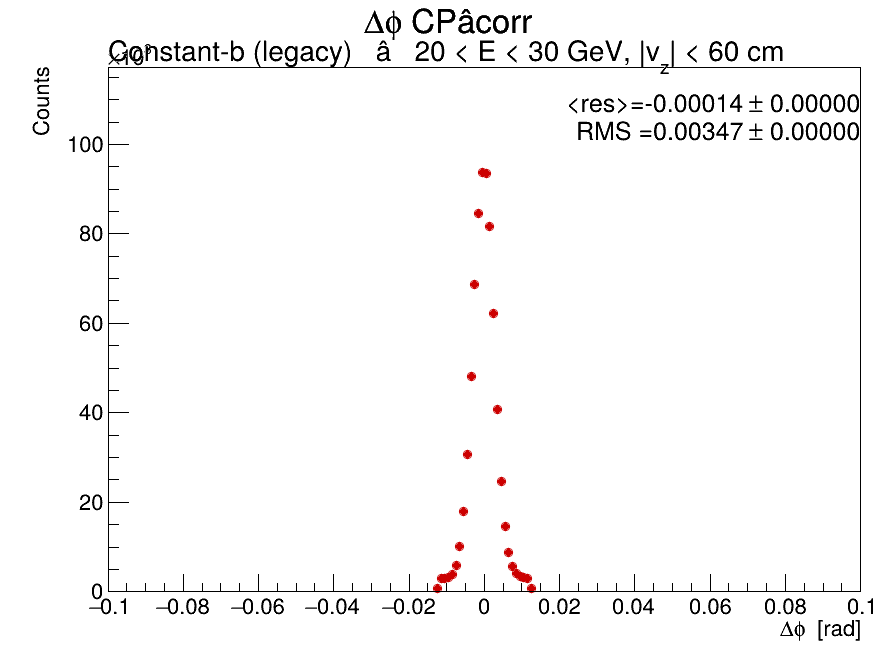 Δϕ CPâcorr
Constant-b (legacy) â 20 < E < 30 GeV, |v_z| < 60 cm
×10³
Counts
<res>=-0.00014 ± 0.00000
RMS =0.00347 ± 0.00000
100
80
60
40
20
0
−0.1 −0.08 −0.06 −0.04 −0.02 0 0.02 0.04 0.06 0.08 0.1
Δϕ [rad]